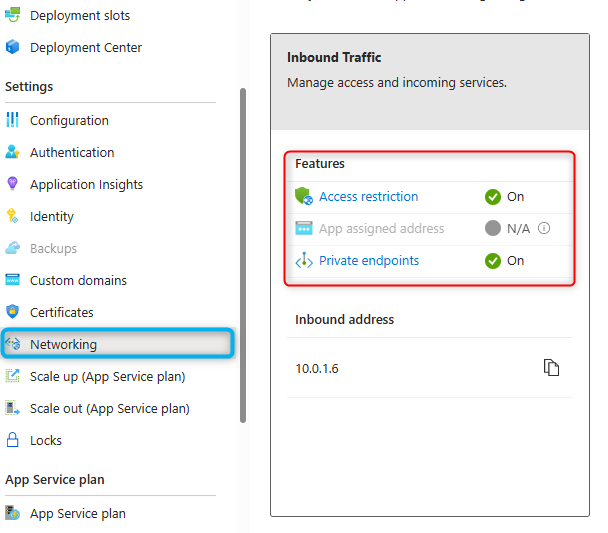 Deployment slots
Deployment Center
Settings
Configuration
Authentication
Application Insights
Identity
Backups
Custom domains
Certificates
Networking
Scale up (App Service plan)
Scale out (App Service plan)
Locks
App Service plan
App Service plan
Inbound Traffic
Manage access and incoming services.
Features
Access restriction On
App assigned address N/A
Private endpoints On
Inbound address
10.0.1.6